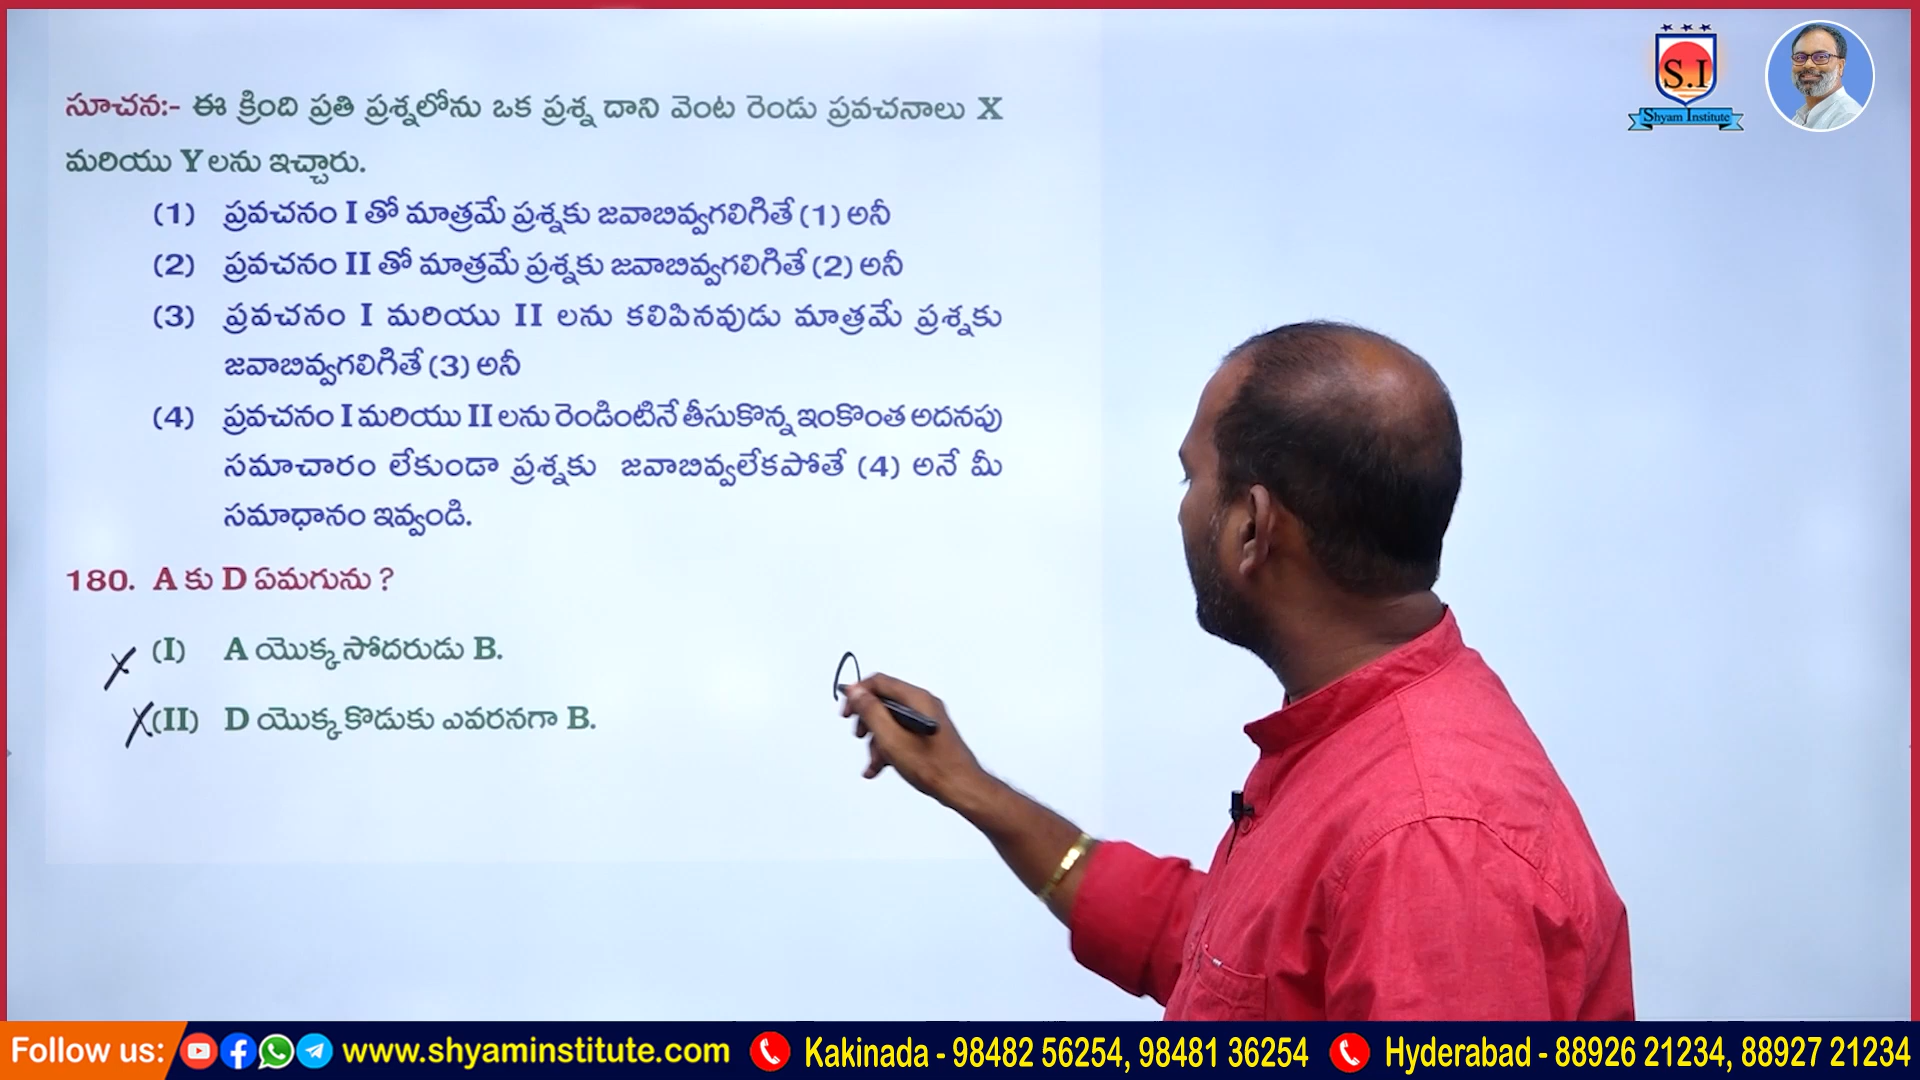 S.I
Shyam Institute
సూచన:- ఈ క్రింది ప్రతి ప్రశ్నలోను ఒక ప్రశ్న దాని వెంట రెండు ప్రవచనాలు X
మరియు Y లను ఇచ్చారు.
(1) ప్రవచనం I తో మాత్రమే ప్రశ్నకు జవాబివ్వగలిగితే (1) అనీ
(2) ప్రవచనం II తో మాత్రమే ప్రశ్నకు జవాబివ్వగలిగితే (2) అనీ
(3) ప్రవచనం I మరియు II లను కలిపినవుడు మాత్రమే ప్రశ్నకు
జవాబివ్వగలిగితే (3) అనీ
(4) ప్రవచనం I మరియు II లను రెండింటినే తీసుకొన్న ఇంకొంత అదనపు
సమాచారం లేకుండా ప్రశ్నకు జవాబివ్వలేకపోతే (4) అనే మీ
సమాధానం ఇవ్వండి.
180. A కు D ఏమగును ?
(I) A యొక్క సోదరుడు B.
(II) D యొక్క కొడుకు ఎవరనగా B.
Follow us: www.shyaminstitute.com Kakinada - 98482 56254, 98481 36254 Hyderabad - 88926 21234, 88927 21234